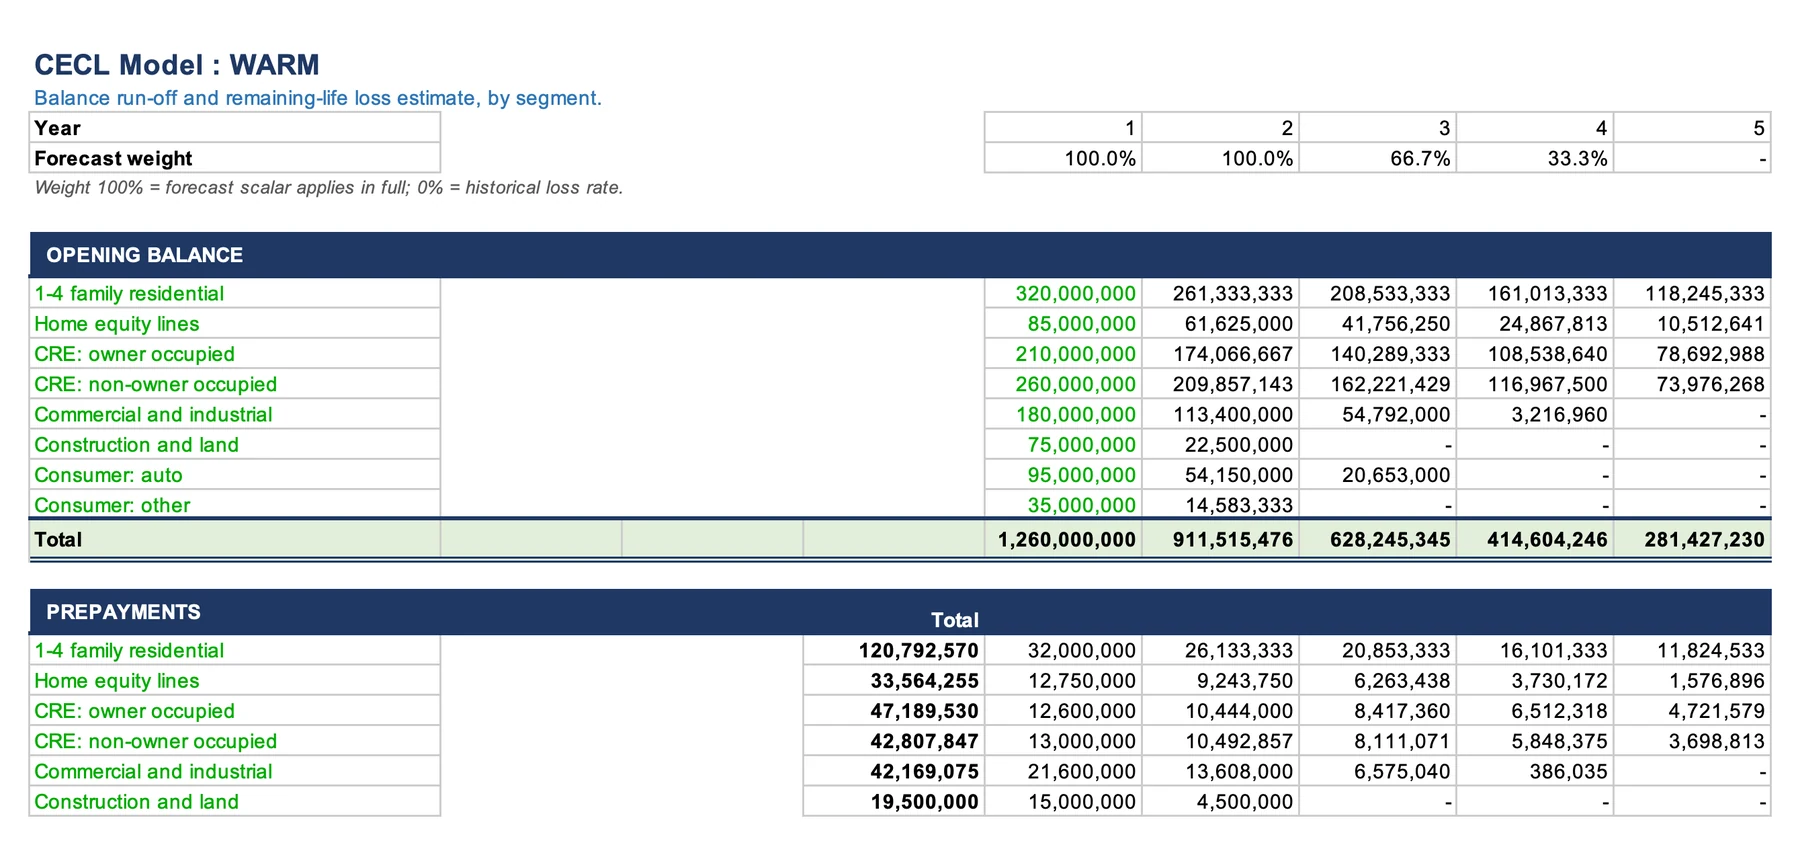 CECL Model : WARM
Balance run-off and remaining-life loss estimate, by segment.
Year 1 2 3 4 5
Forecast weight 100.0% 100.0% 66.7% 33.3% -
Weight 100% = forecast scalar applies in full; 0% = historical loss rate.
OPENING BALANCE
1-4 family residential 320,000,000 261,333,333 208,533,333 161,013,333 118,245,333
Home equity lines 85,000,000 61,625,000 41,756,250 24,867,813 10,512,641
CRE: owner occupied 210,000,000 174,066,667 140,289,333 108,538,640 78,692,988
CRE: non-owner occupied 260,000,000 209,857,143 162,221,429 116,967,500 73,976,268
Commercial and industrial 180,000,000 113,400,000 54,792,000 3,216,960 -
Construction and land 75,000,000 22,500,000 - - -
Consumer: auto 95,000,000 54,150,000 20,653,000 - -
Consumer: other 35,000,000 14,583,333 - - -
Total 1,260,000,000 911,515,476 628,245,345 414,604,246 281,427,230
PREPAYMENTS Total
1-4 family residential 120,792,570 32,000,000 26,133,333 20,853,333 16,101,333 11,824,533
Home equity lines 33,564,255 12,750,000 9,243,750 6,263,438 3,730,172 1,576,896
CRE: owner occupied 47,189,530 12,600,000 10,444,000 8,417,360 6,512,318 4,721,579
CRE: non-owner occupied 42,807,847 13,000,000 10,492,857 8,111,071 5,848,375 3,698,813
Commercial and industrial 42,169,075 21,600,000 13,608,000 6,575,040 386,035 -
Construction and land 19,500,000 15,000,000 4,500,000 - - -